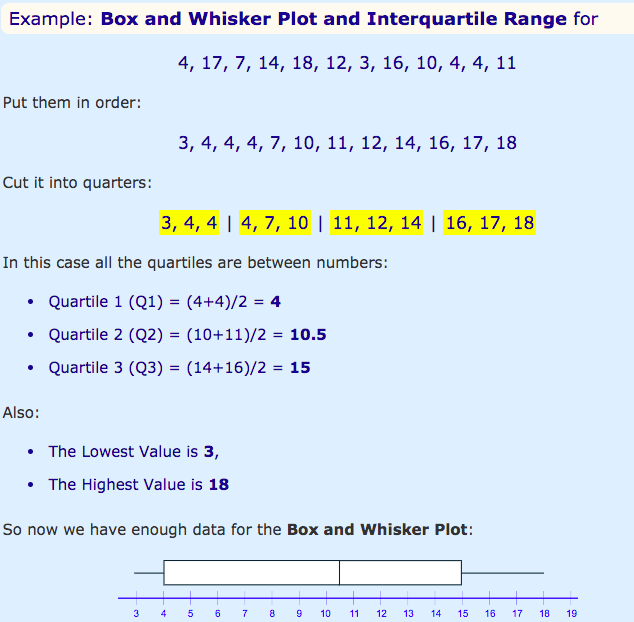 Example: Box and Whisker Plot and Interquartile Range for
4, 17, 7, 14, 18, 12, 3, 16, 10, 4, 4, 11
Put them in order:
3, 4, 4, 4, 7, 10, 11, 12, 14, 16, 17, 18
Cut it into quarters:
3, 4, 4 | 4, 7, 10 | 11, 12, 14 | 16, 17, 18
In this case all the quartiles are between numbers:
• Quartile 1 (Q1) = (4+4)/2 = 4
• Quartile 2 (Q2) = (10+11)/2 = 10.5
• Quartile 3 (Q3) = (14+16)/2 = 15
Also:
• The Lowest Value is 3,
• The Highest Value is 18
So now we have enough data for the Box and Whisker Plot:
3 4 5 6 7 8 9 10 11 12 13 14 15 16 17 18 19